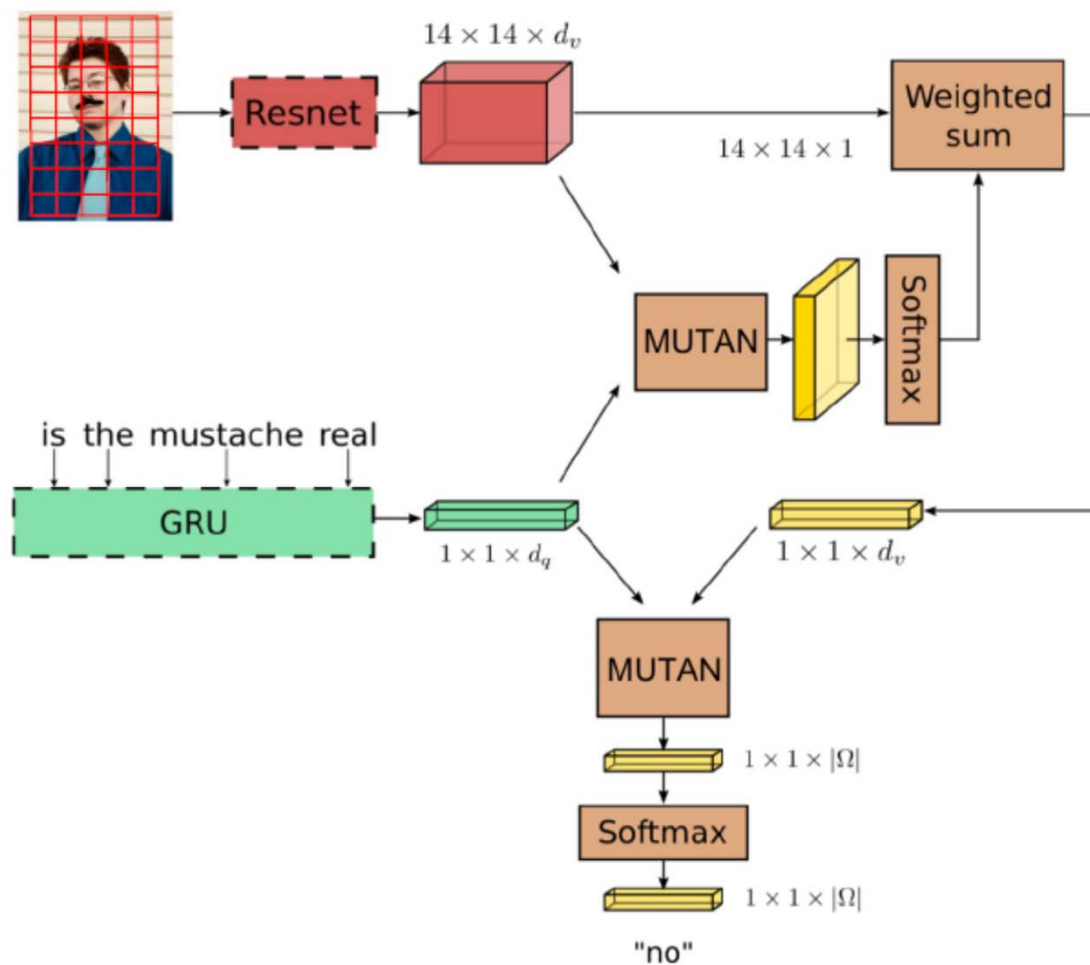 14 × 14 × d_v
Resnet
Weighted
sum
14 × 14 × 1
MUTAN
Softmax
is the mustache real
GRU
1 × 1 × d_q
1 × 1 × d_v
MUTAN
1 × 1 × |Ω|
Softmax
1 × 1 × |Ω|
"no"